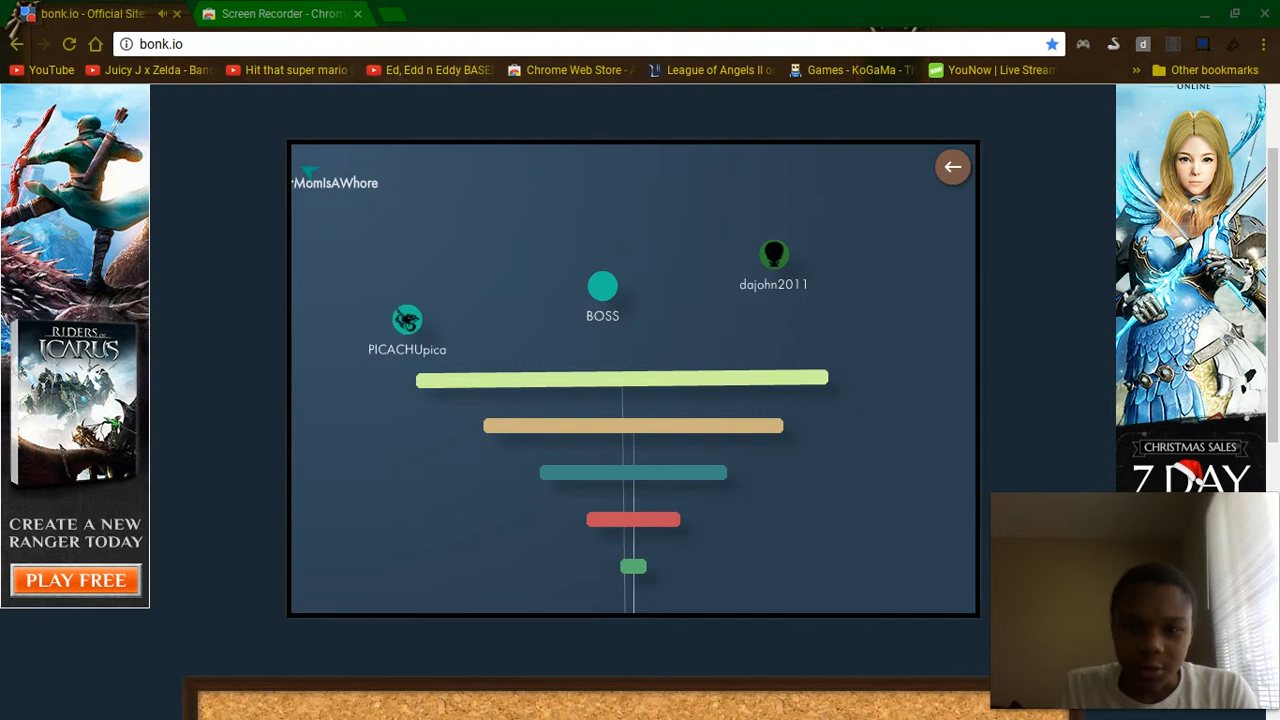 bonk.io - Official Site
Screen Recorder - Chrom
bonk.io
YouTube
Juicy J x Zelda - Ban
Hit that super mario
Ed, Edd n Eddy BASE
Chrome Web Store - A
League of Angels II o
Games - KoGaMa - Th
YouNow | Live Stream
»
Other bookmarks
ONLINE
rMomIsAWhore
dajohn2011
BOSS
PICACHUpica
RIDERS OF
ICARUS
CREATE A NEW
RANGER TODAY
PLAY FREE
CHRISTMAS SALES
7 DAY